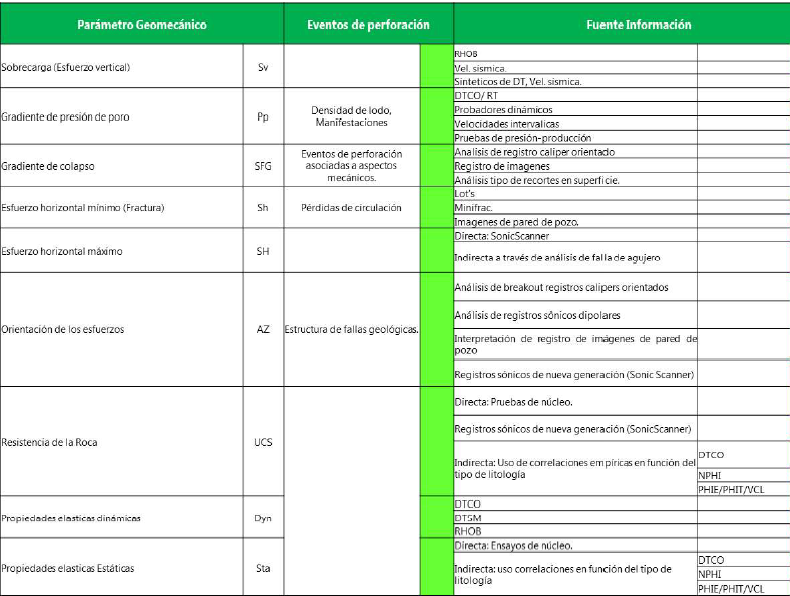 Parámetro Geomecánico
Eventos de perforación
Fuente Información
Sobrecarga (Esfuerzo vertical)
Sv
RHOB
Vel. sísmica.
Sinteticos de DT, Vel. sísmica.
Gradiente de presión de poro
Pp
Densidad de lodo,
Manifestaciones
DTCO/ RT
Probadores dinámicos
Velocidades intervalicas
Pruebas de presión-producción
Gradiente de colapso
SFG
Eventos de perforación
asociadas a aspectos
mecánicos.
Analísis de registro caliper orientado
Registro de imagenes
Análisis tipo de recortes en superficie.
Esfuerzo horizontal mínimo (Fractura)
Sh
Pérdidas de circulación
Lot's
Minifrac.
Imagenes de pared de pozo.
Esfuerzo horizontal máximo
SH
Directa: SonicScanner
Indirecta a través de análisis de falla de agujero
Orientación de los esfuerzos
AZ
Estructura de fallas geológicas.
Análisis de breakout registros calipers orientados
Análisis de registros sônicos dipolares
Interpretación de registro de imágenes de pared de
pozo
Registros sónicos de nueva generación (Sonic Scanner)
Resistencia de la Roca
UCS
Directa: Pruebas de núcleo.
Registros sónicos de nueva generación (SonicScanner)
Indirecta: Uso de correlaciones empíricas en función del
tipo de litología
DTCO
NPHI
PHIE/PHIT/VCL
Propiedades elasticas dinámicas
Dyn
DTCO
DTSM
RHOB
Propiedades elasticas Estáticas
Sta
Directa: Ensayos de núcleo.
Indirecta: uso correlaciones en función del tipo de
litología
DTCO
NPHI
PHIE/PHIT/VCL